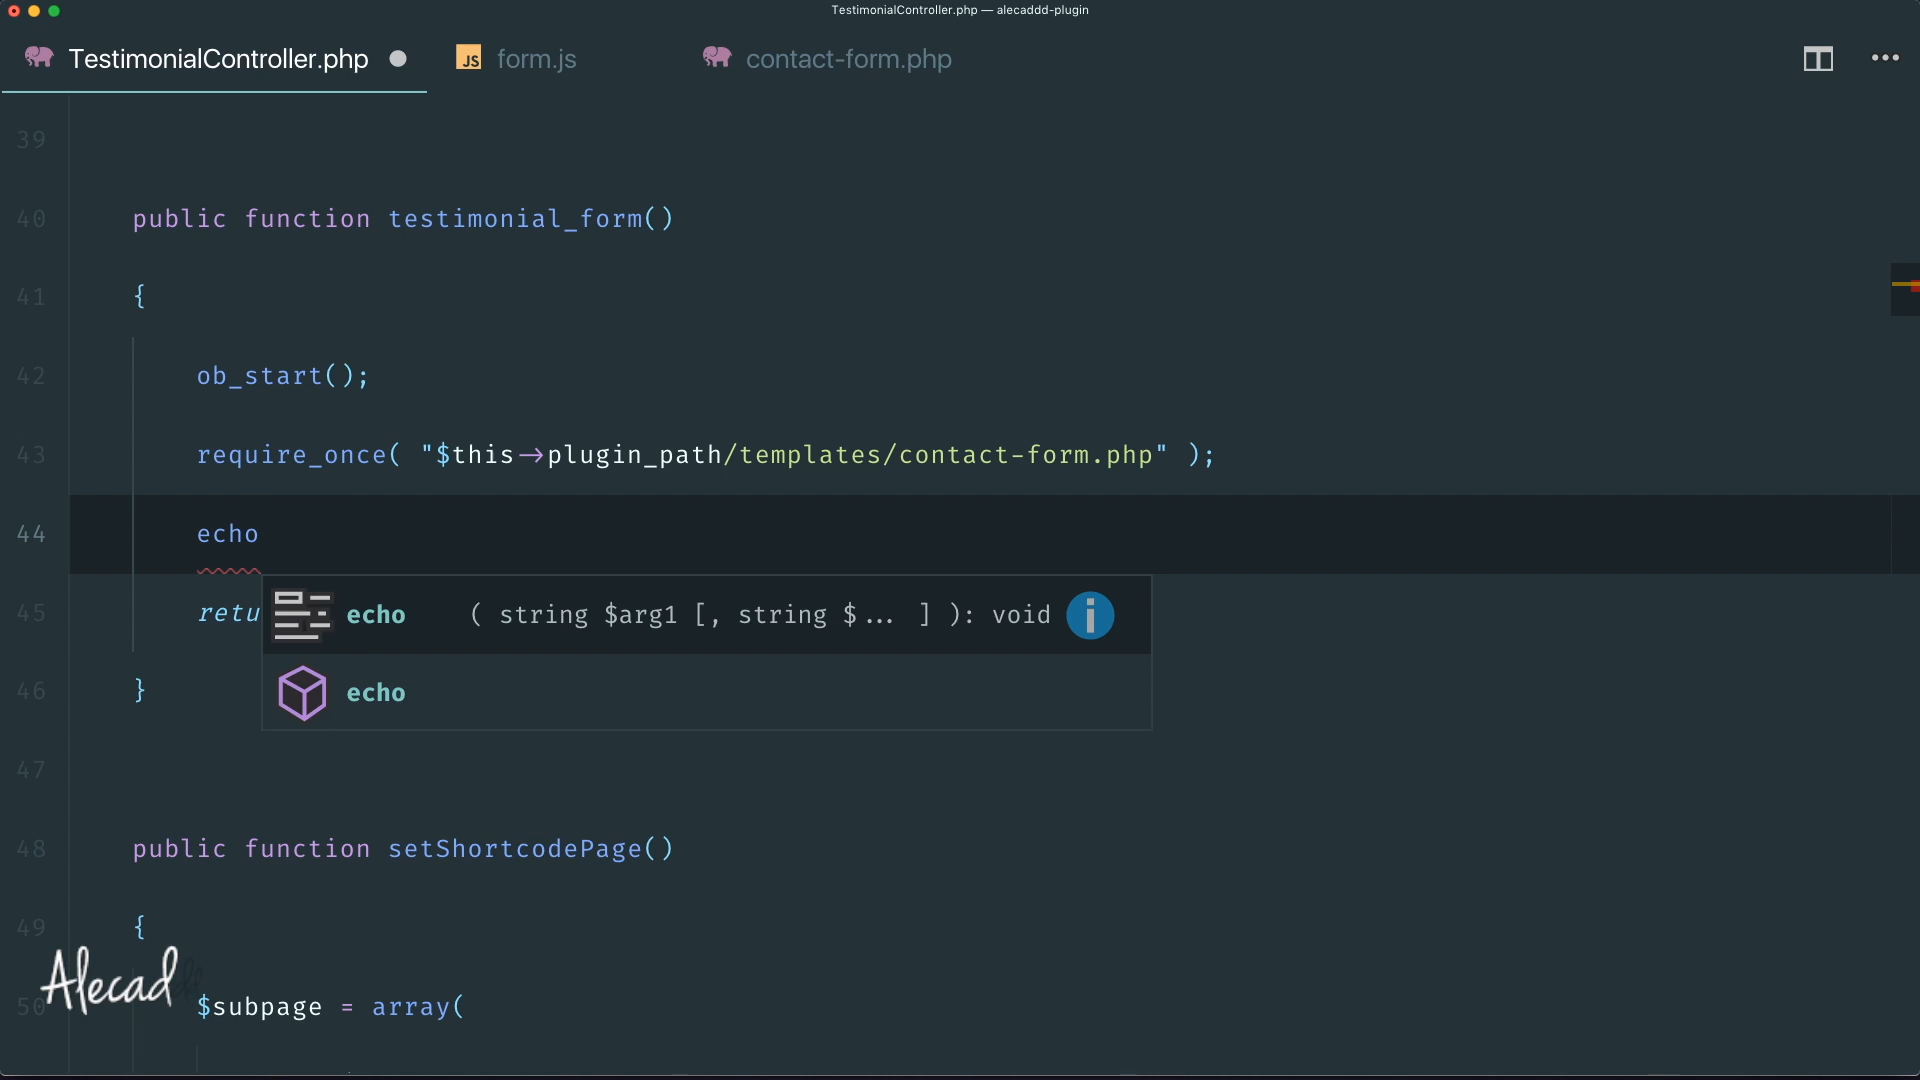 TestimonialController.php — alecaddd-plugin
TestimonialController.php
JS form.js
contact-form.php
39
40 public function testimonial_form()
41 {
42 ob_start();
43 require_once( "$this→plugin_path/templates/contact-form.php" );
44 echo
45 retu
echo ( string $arg1 [, string $... ] ): void i
46 }
echo
47
48 public function setShortcodePage()
49 {
Alecad
50 $subpage = array(